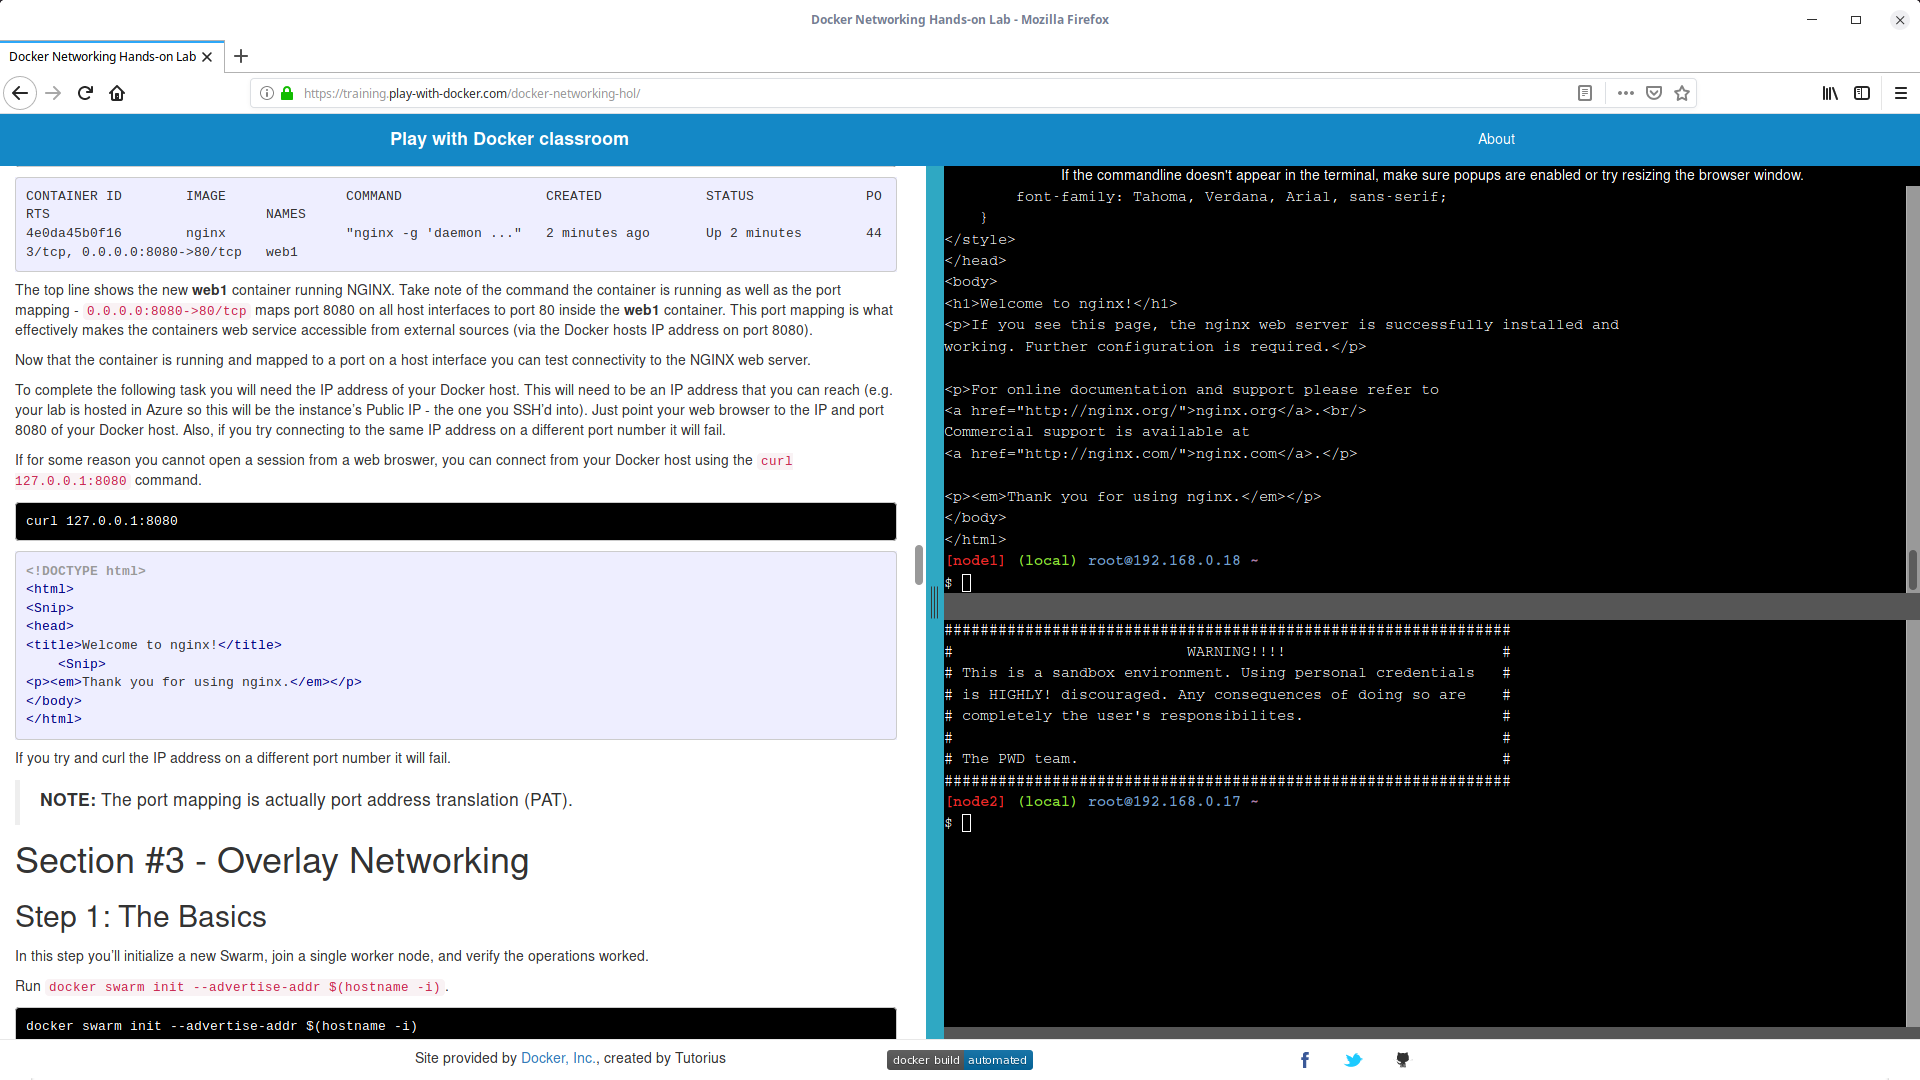 Docker Networking Hands-on Lab - Mozilla Firefox
Docker Networking Hands-on Lab
https://training.play-with-docker.com/docker-networking-hol/
Play with Docker classroom
About
CONTAINER ID        IMAGE               COMMAND                  CREATED             STATUS              PO
RTS                           NAMES
4e0da45b0f16        nginx               "nginx -g 'daemon ..."   2 minutes ago       Up 2 minutes        44
3/tcp, 0.0.0.0:8080->80/tcp   web1
The top line shows the new web1 container running NGINX. Take note of the command the container is running as well as the port
mapping - 0.0.0.0:8080->80/tcp maps port 8080 on all host interfaces to port 80 inside the web1 container. This port mapping is what
effectively makes the containers web service accessible from external sources (via the Docker hosts IP address on port 8080).
Now that the container is running and mapped to a port on a host interface you can test connectivity to the NGINX web server.
To complete the following task you will need the IP address of your Docker host. This will need to be an IP address that you can reach (e.g.
your lab is hosted in Azure so this will be the instance's Public IP - the one you SSH'd into). Just point your web browser to the IP and port
8080 of your Docker host. Also, if you try connecting to the same IP address on a different port number it will fail.
If for some reason you cannot open a session from a web broswer, you can connect from your Docker host using the curl
127.0.0.1:8080 command.
curl 127.0.0.1:8080
<!DOCTYPE html>
<html>
<Snip>
<head>
<title>Welcome to nginx!</title>
    <Snip>
<p><em>Thank you for using nginx.</em></p>
</body>
</html>
If you try and curl the IP address on a different port number it will fail.
NOTE: The port mapping is actually port address translation (PAT).
Section #3 - Overlay Networking
Step 1: The Basics
In this step you'll initialize a new Swarm, join a single worker node, and verify the operations worked.
Run docker swarm init --advertise-addr $(hostname -i) .
docker swarm init --advertise-addr $(hostname -i)
If the commandline doesn't appear in the terminal, make sure popups are enabled or try resizing the browser window.
        font-family: Tahoma, Verdana, Arial, sans-serif;
    }
</style>
</head>
<body>
<h1>Welcome to nginx!</h1>
<p>If you see this page, the nginx web server is successfully installed and
working. Further configuration is required.</p>
<p>For online documentation and support please refer to
<a href="http://nginx.org/">nginx.org</a>.<br/>
Commercial support is available at
<a href="http://nginx.com/">nginx.com</a>.</p>
<p><em>Thank you for using nginx.</em></p>
</body>
</html>
[node1] (local) root@192.168.0.18 ~
$
###############################################################
#                          WARNING!!!!                        #
# This is a sandbox environment. Using personal credentials   #
# is HIGHLY! discouraged. Any consequences of doing so are    #
# completely the user's responsibilites.                      #
#                                                             #
# The PWD team.                                               #
###############################################################
[node2] (local) root@192.168.0.17 ~
$
Site provided by Docker, Inc., created by Tutorius
docker build automated